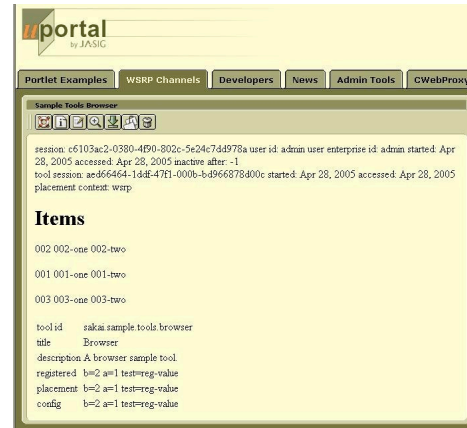 uportal
by JASIG
Portlet Examples WSRP Channels Developers News Admin Tools CWebProxy
Sample Tools Browser
session: c6103ac2-0380-4f90-802c-5e24c7dd978a user id: admin user enterprise id: admin started: Apr
28, 2005 accessed: Apr 28, 2005 inactive after: -1
tool session: aed66464-1ddf-47f1-000b-bd966878d00c started: Apr 28, 2005 accessed: Apr 28, 2005
placement context: wsrp
Items
002 002-one 002-two
001 001-one 001-two
003 003-one 003-two
tool id sakai.sample.tools.browser
title Browser
description A browser sample tool.
registered b=2 a=1 test=reg-value
placement b=2 a=1 test=reg-value
config b=2 a=1 test=reg-value